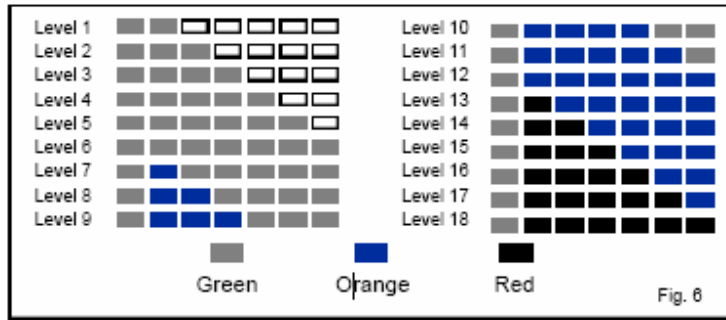 Level 1
Level 2
Level 3
Level 4
Level 5
Level 6
Level 7
Level 8
Level 9
Level 10
Level 11
Level 12
Level 13
Level 14
Level 15
Level 16
Level 17
Level 18
Green Orange Red
Fig. 6